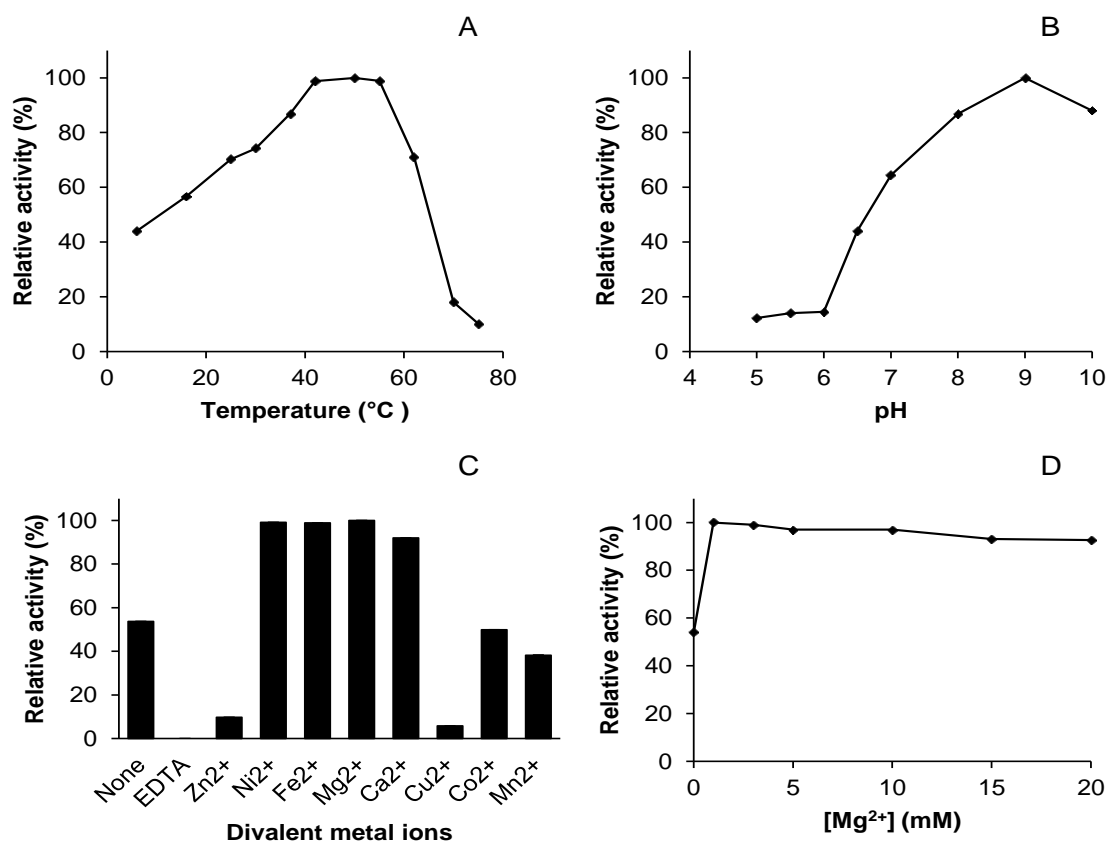 A
Relative activity (%)
100
80
60
40
20
0
0 20 40 60 80
Temperature (°C )
B
Relative activity (%)
100
80
60
40
20
0
4 5 6 7 8 9 10
pH
C
Relative activity (%)
100
80
60
40
20
0
None EDTA Zn2+ Ni2+ Fe2+ Mg2+ Ca2+ Cu2+ Co2+ Mn2+
Divalent metal ions
D
Relative activity (%)
100
80
60
40
20
0
0 5 10 15 20
[Mg²⁺] (mM)